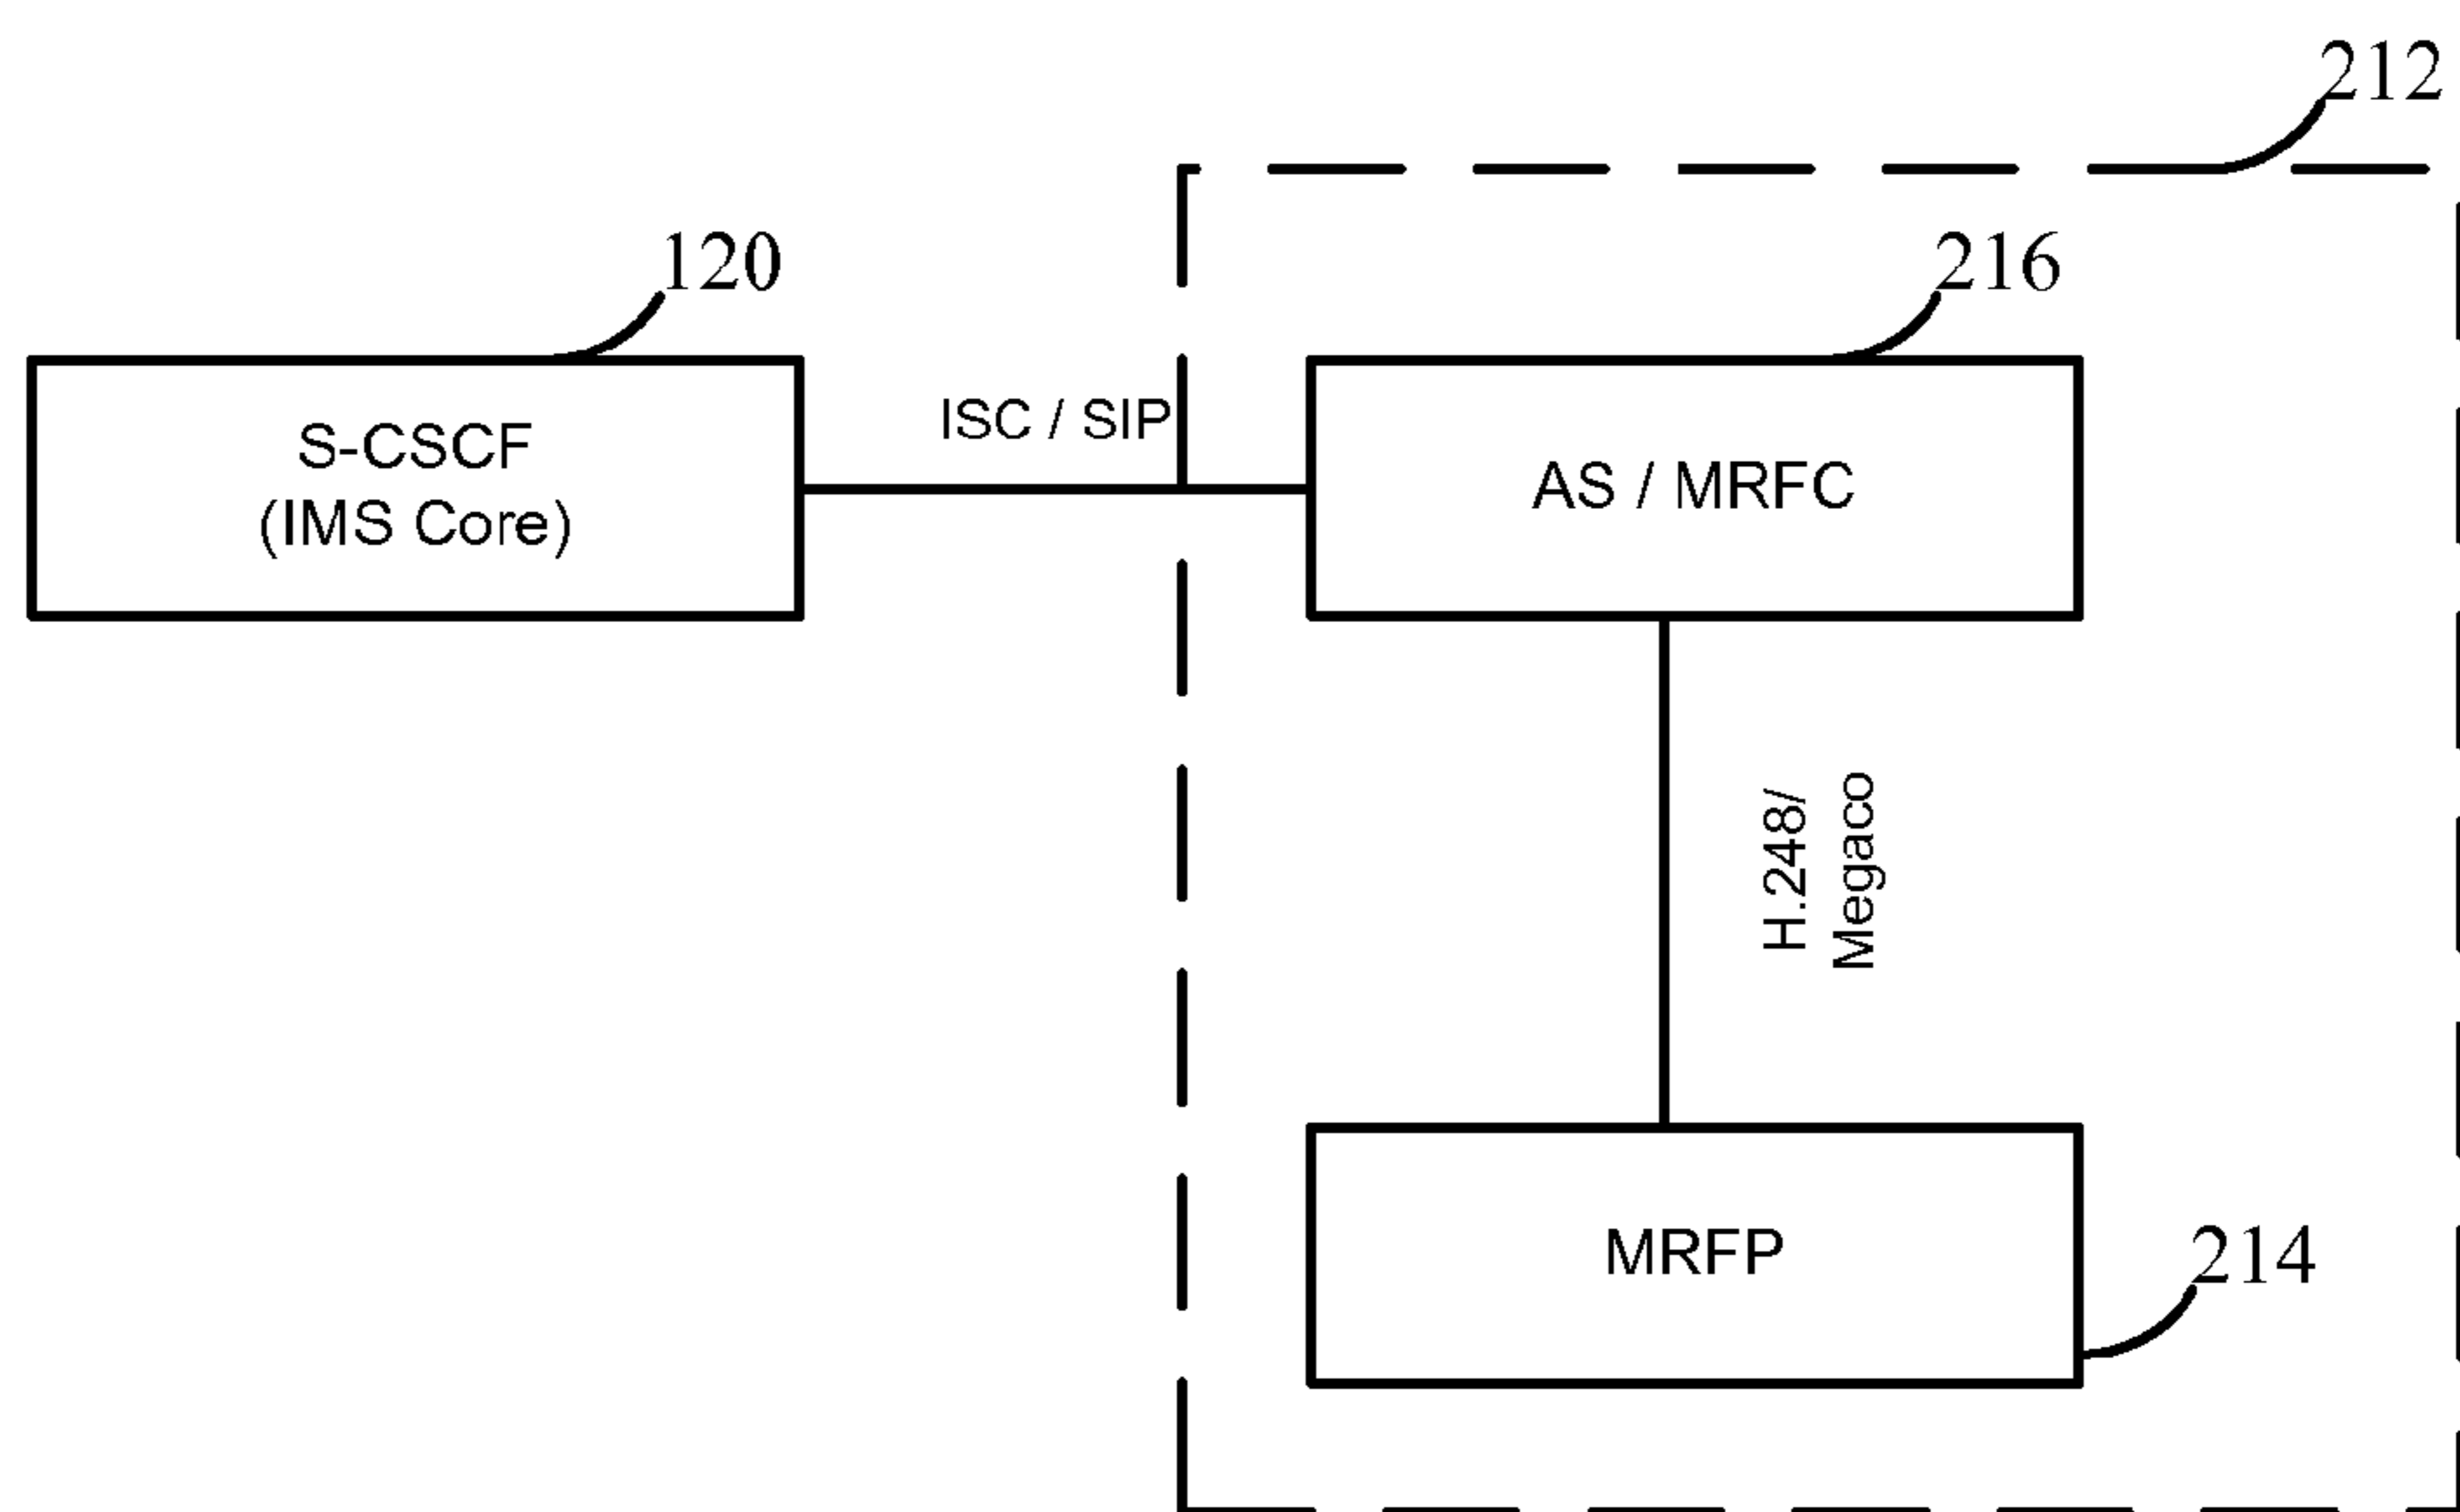 212
120
216
ISC / SIP
S-CSCF
(IMS Core)
AS / MRFC
H.248/
Megaco
MRFP
214